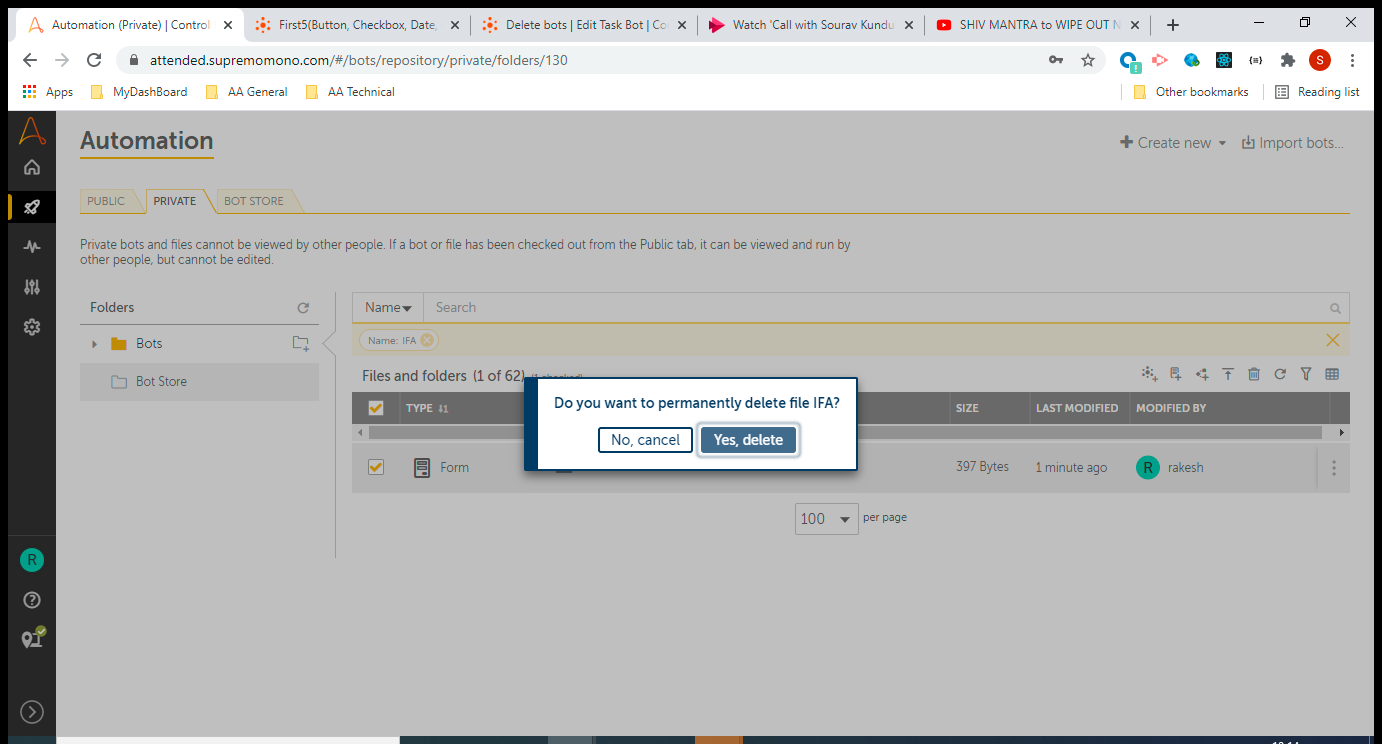 Automation (Private) | Control
First5(Button, Checkbox, Date,
Delete bots | Edit Task Bot | Co
Watch 'Call with Sourav Kundu
SHIV MANTRA to WIPE OUT N
attended.supremomono.com/#/bots/repository/private/folders/130
S
Apps
MyDashBoard
AA General
AA Technical
Other bookmarks
Reading list
Automation
Create new
Import bots...
PUBLIC
PRIVATE
BOT STORE
Private bots and files cannot be viewed by other people. If a bot or file has been checked out from the Public tab, it can be viewed and run by
other people, but cannot be edited.
Folders
Bots
Bot Store
Name
Search
Name: IFA
Files and folders (1 of 62) (1 checked)
Do you want to permanently delete file IFA?
No, cancel
Yes, delete
TYPE
SIZE
LAST MODIFIED
MODIFIED BY
Form
397 Bytes
1 minute ago
R
rakesh
100
per page
R